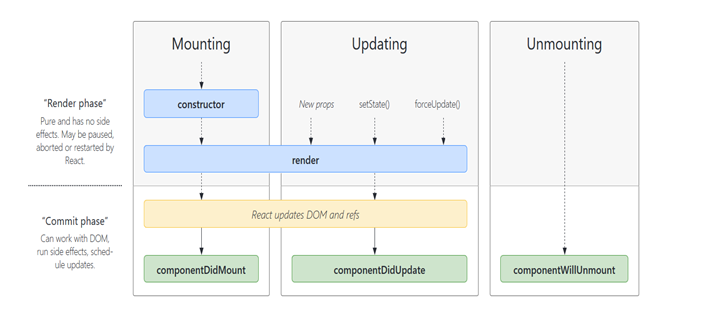 Mounting
Updating
Unmounting
"Render phase"
Pure and has no side
effects. May be paused,
aborted or restarted by
React.
constructor
New props
setState()
forceUpdate()
render
"Commit phase"
Can work with DOM,
run side effects, sched-
ule updates.
React updates DOM and refs
componentDidMount
componentDidUpdate
componentWillUnmount